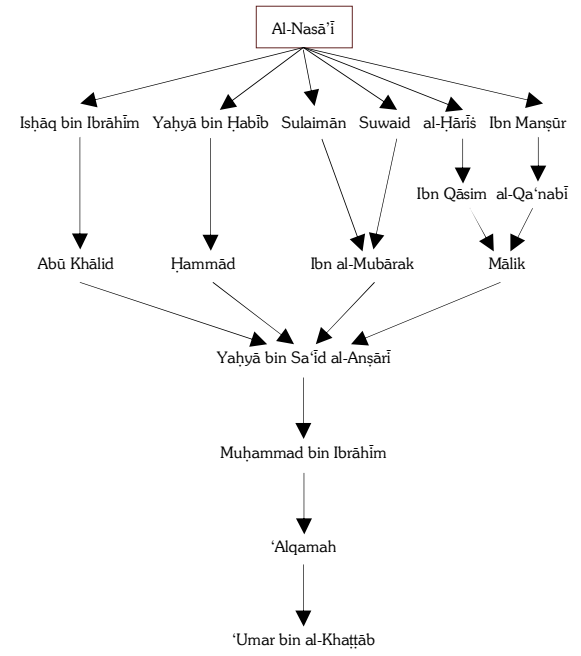 Al-Nasā’ī
Isḥāq bin Ibrāhīm Yaḥyā bin Ḥabīb Sulaimān Suwaid al-Ḥārīṡ Ibn Manṣūr
Ibn Qāsim al-Qa‘nabī
Abū Khālid Ḥammād Ibn al-Mubārak Mālik
Yaḥyā bin Sa‘īd al-Anṣārī
Muḥammad bin Ibrāhīm
‘Alqamah
‘Umar bin al-Khaṭṭāb